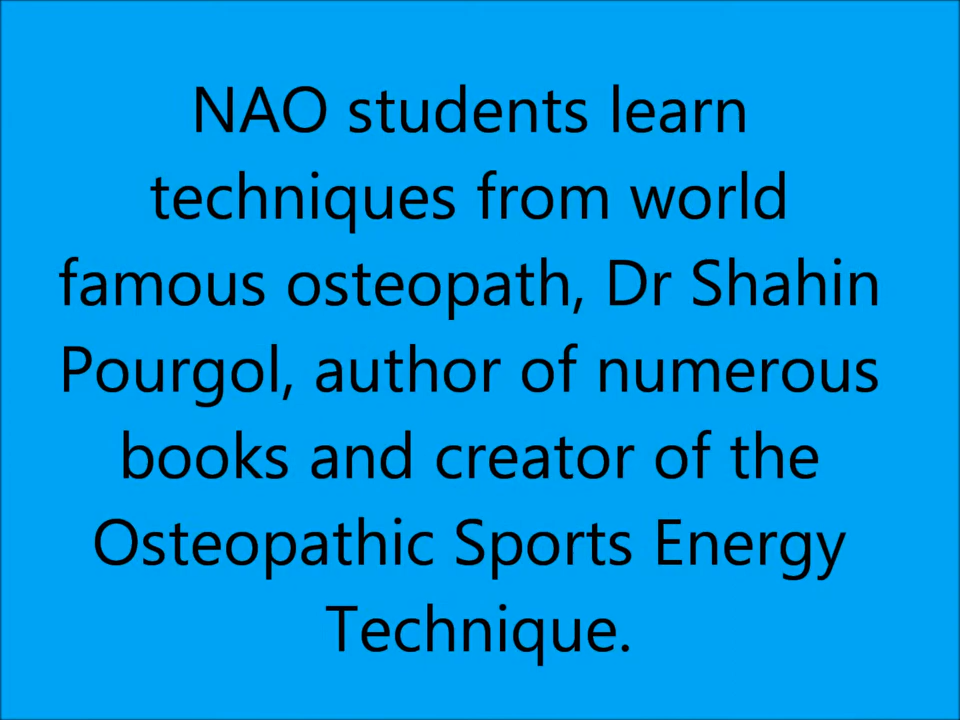 NAO students learn
techniques from world
famous osteopath, Dr Shahin
Pourgol, author of numerous
books and creator of the
Osteopathic Sports Energy
Technique.